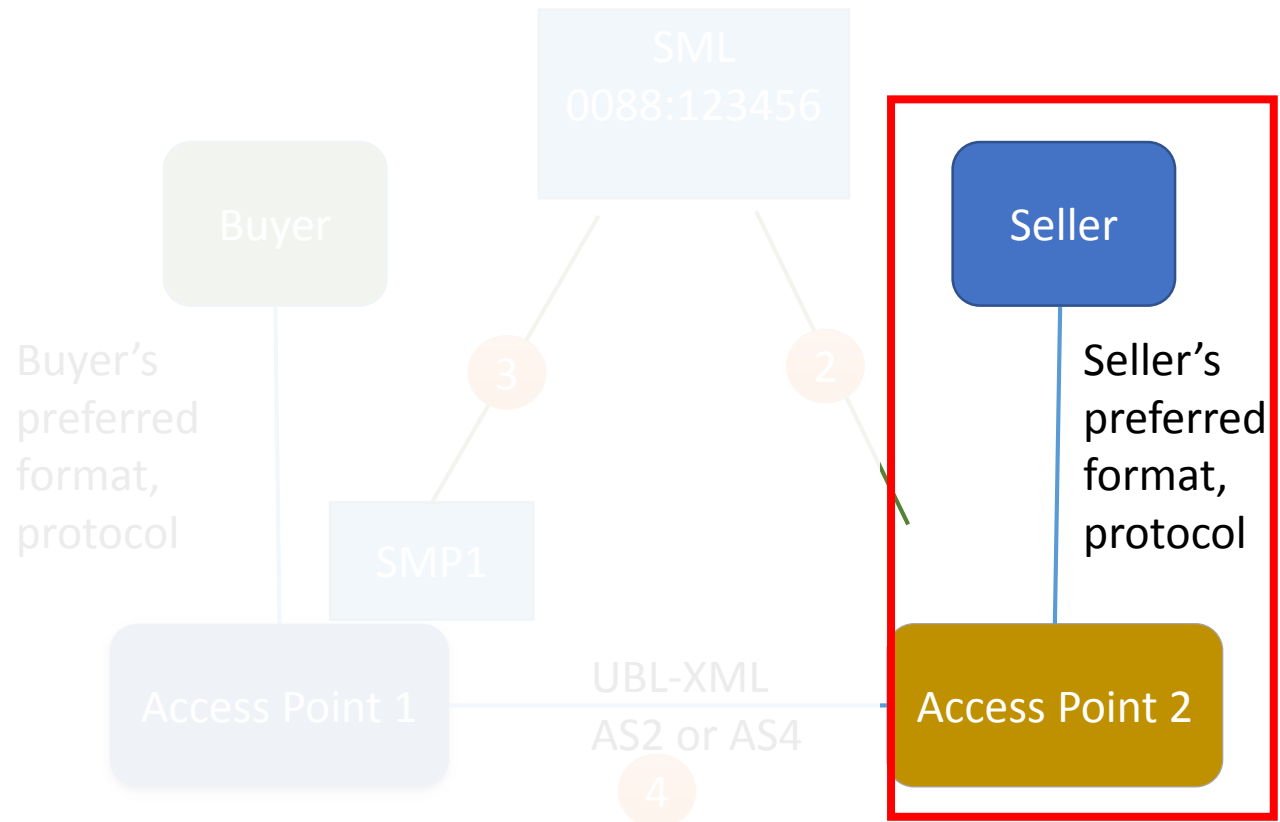 SML
0088:123456
Buyer
Seller
Buyer’s
preferred
format,
protocol
3
2
Seller’s
preferred
format,
protocol
SMP1
Access Point 1
UBL-XML
AS2 or AS4
4
Access Point 2